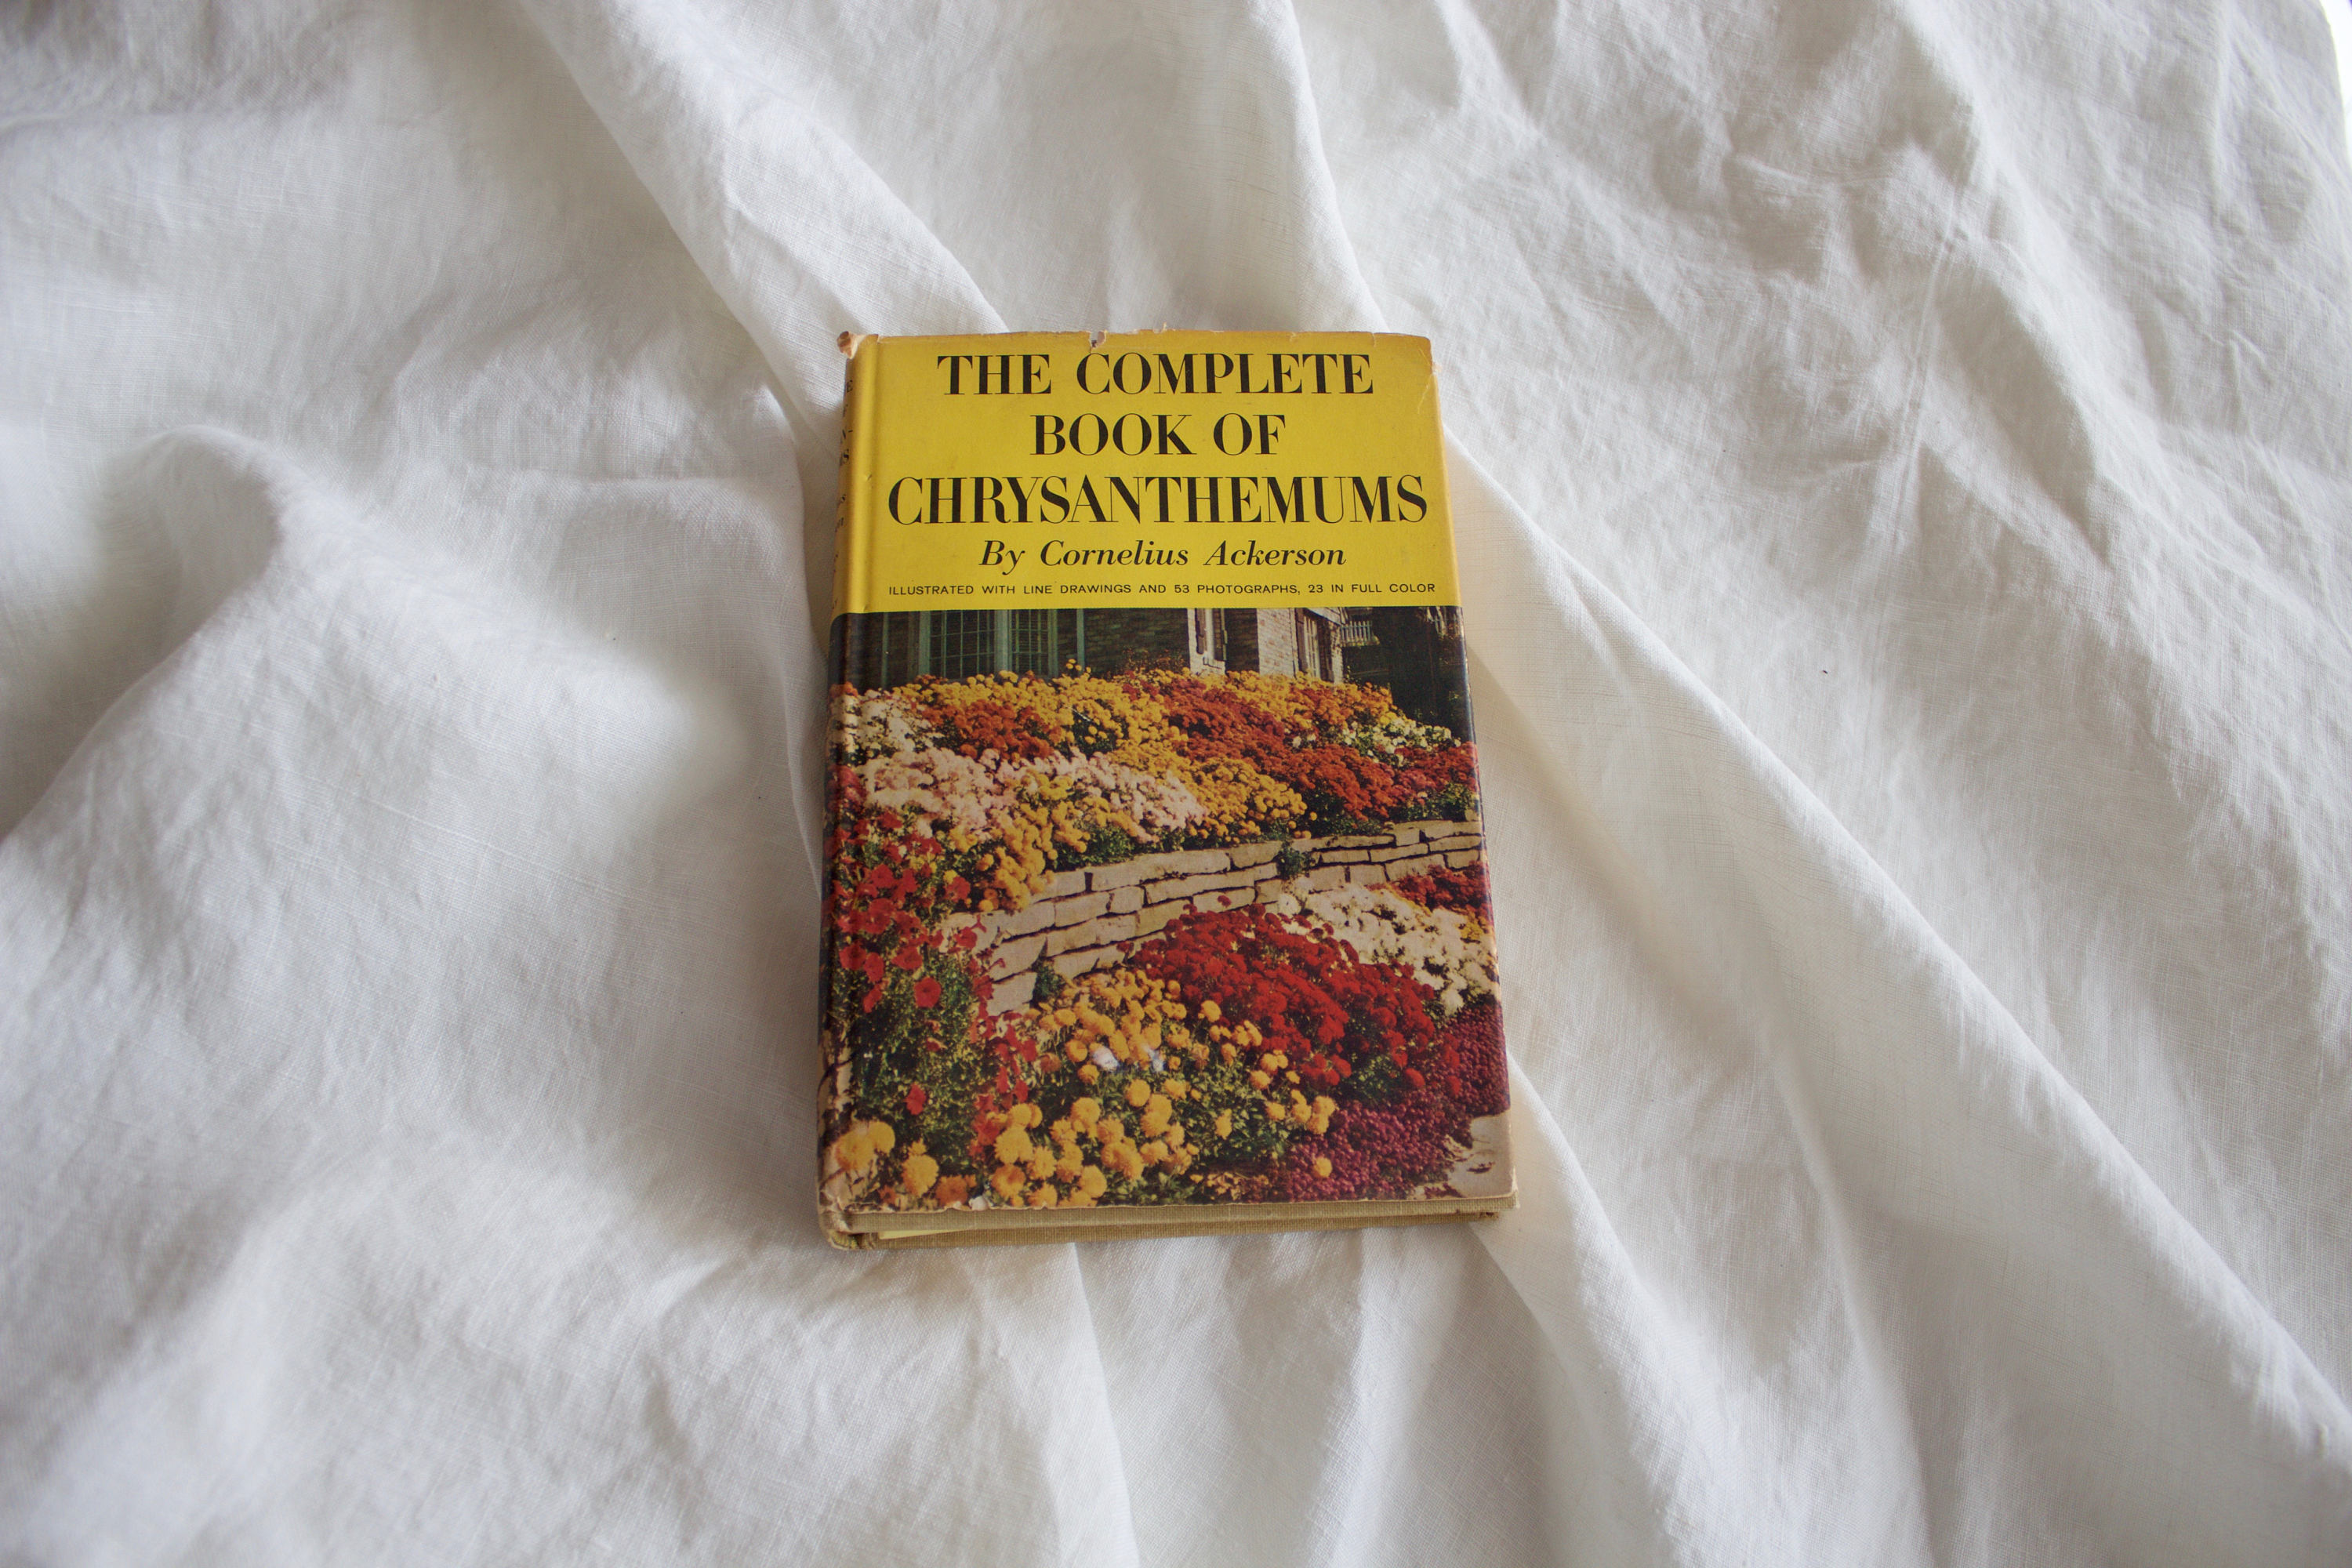 THE COMPLETE
BOOK OF
CHRYSANTHEMUMS
By Cornelius Ackerson
ILLUSTRATED WITH LINE DRAWINGS AND 53 PHOTOGRAPHS, 23 IN FULL COLOR